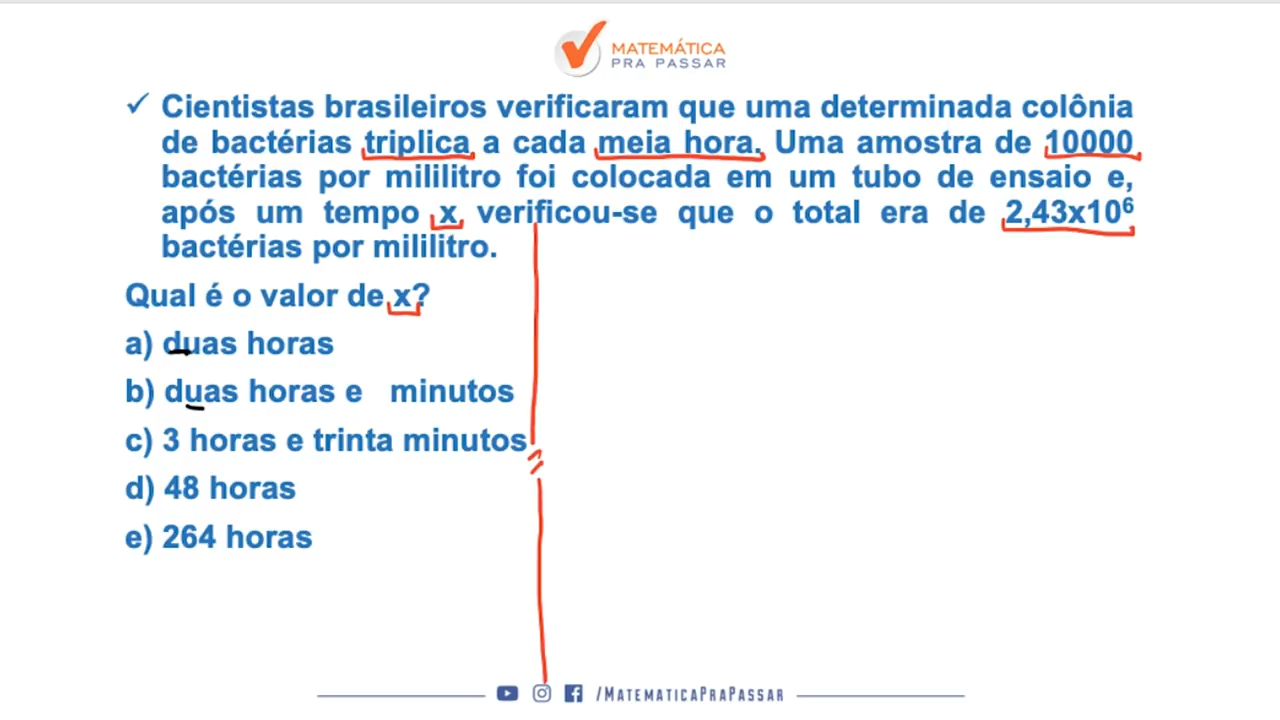 MATEMÁTICA
PRA PASSAR
✓ Cientistas brasileiros verificaram que uma determinada colônia
de bactérias triplica a cada meia hora. Uma amostra de 10000
bactérias por mililitro foi colocada em um tubo de ensaio e,
após um tempo x verificou-se que o total era de 2,43x10⁶
bactérias por mililitro.
Qual é o valor de x?
a) duas horas
b) duas horas e minutos
c) 3 horas e trinta minutos
d) 48 horas
e) 264 horas
/MATEMATICAPRAPASSAR